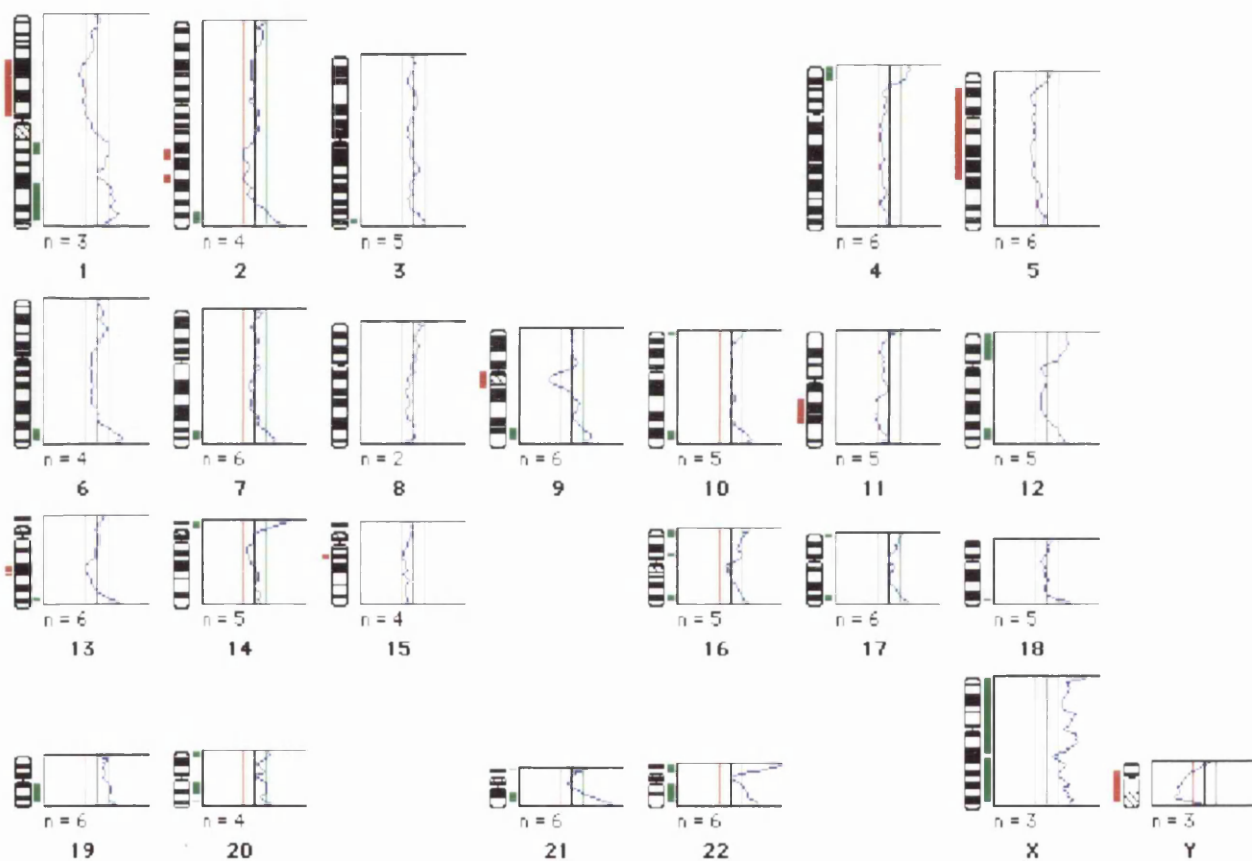 n = 3 n = 4 n = 5 n = 6 n = 6
1 2 3 4 5
n = 4 n = 6 n = 2 n = 6 n = 5 n = 5 n = 5
6 7 8 9 10 11 12
n = 6 n = 5 n = 4 n = 5 n = 6 n = 5
13 14 15 16 17 18
n = 6 n = 4 n = 6 n = 6 n = 3 n = 3
19 20 21 22 X Y